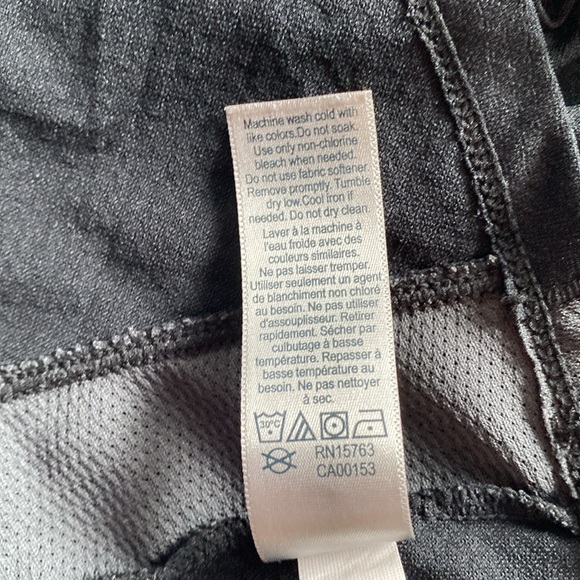 Machine wash cold with
like colors.Do not soak.
Use only non-chlorine
bleach when needed.
Do not use fabric softener.
Remove promptly. Tumble
dry low.Cool iron if
needed. Do not dry clean.
Laver à la machine à
l'eau froide avec des
couleurs similaires.
Ne pas laisser tremper.
Utiliser seulement un agent
de blanchiment non chloré
au besoin. Ne pas utiliser
d'assouplisseur. Retirer
rapidement. Sécher par
culbutage à basse
température. Repasser à
basse température au
besoin. Ne pas nettoyer
à sec.
30°C
RN15763
CA00153